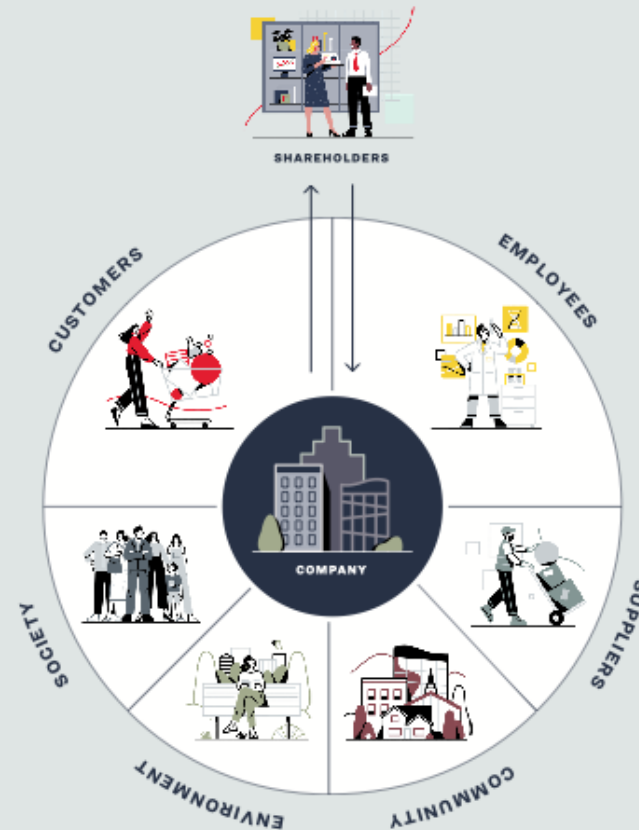 SHAREHOLDERS
CUSTOMERS
EMPLOYEES
COMPANY
SOCIETY
SUPPLIERS
ENVIRONMENT
COMMUNITY